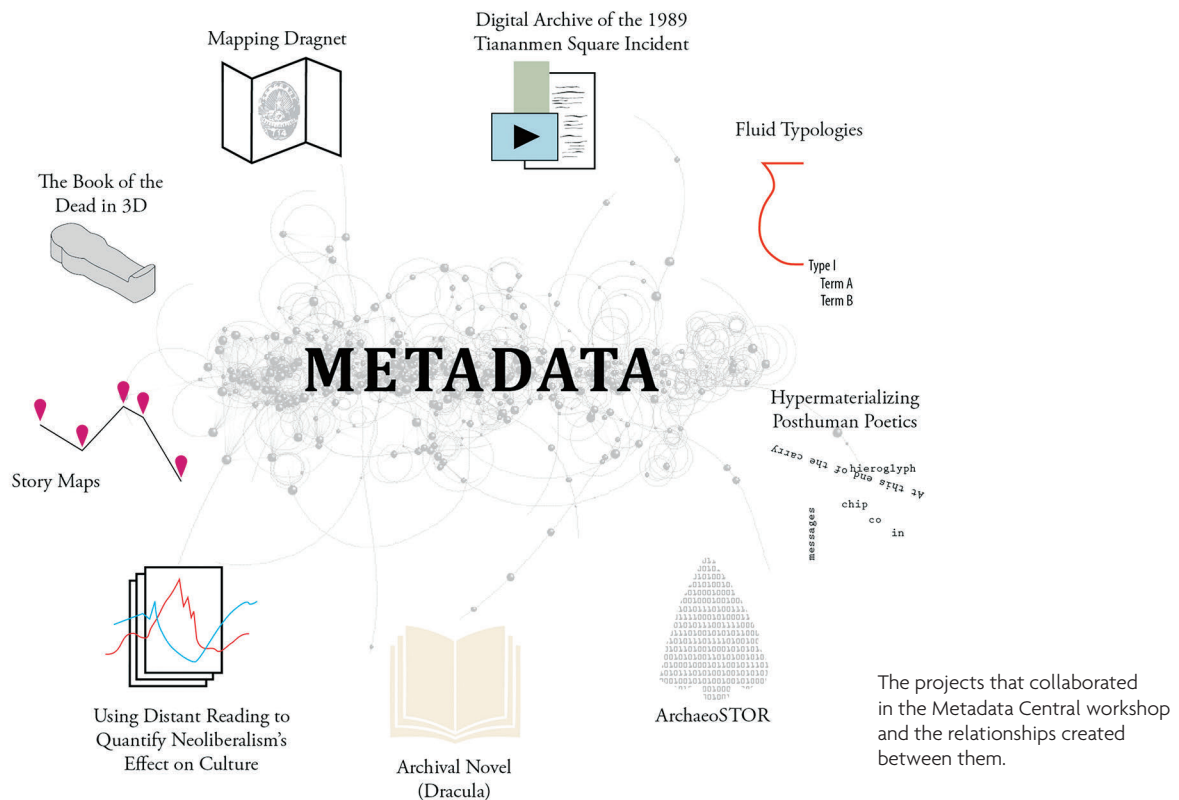 Mapping Dragnet
714
Digital Archive of the 1989
Tiananmen Square Incident
Fluid Typologies
Type I
Term A
Term B
The Book of the
Dead in 3D
METADATA
Hypermaterializing
Posthuman Poetics
At this end of the carry
hieroglyph
chip
co
in
messages
Story Maps
Using Distant Reading to
Quantify Neoliberalism's
Effect on Culture
Archival Novel
(Dracula)
ArchaeoSTOR
The projects that collaborated
in the Metadata Central workshop
and the relationships created
between them.